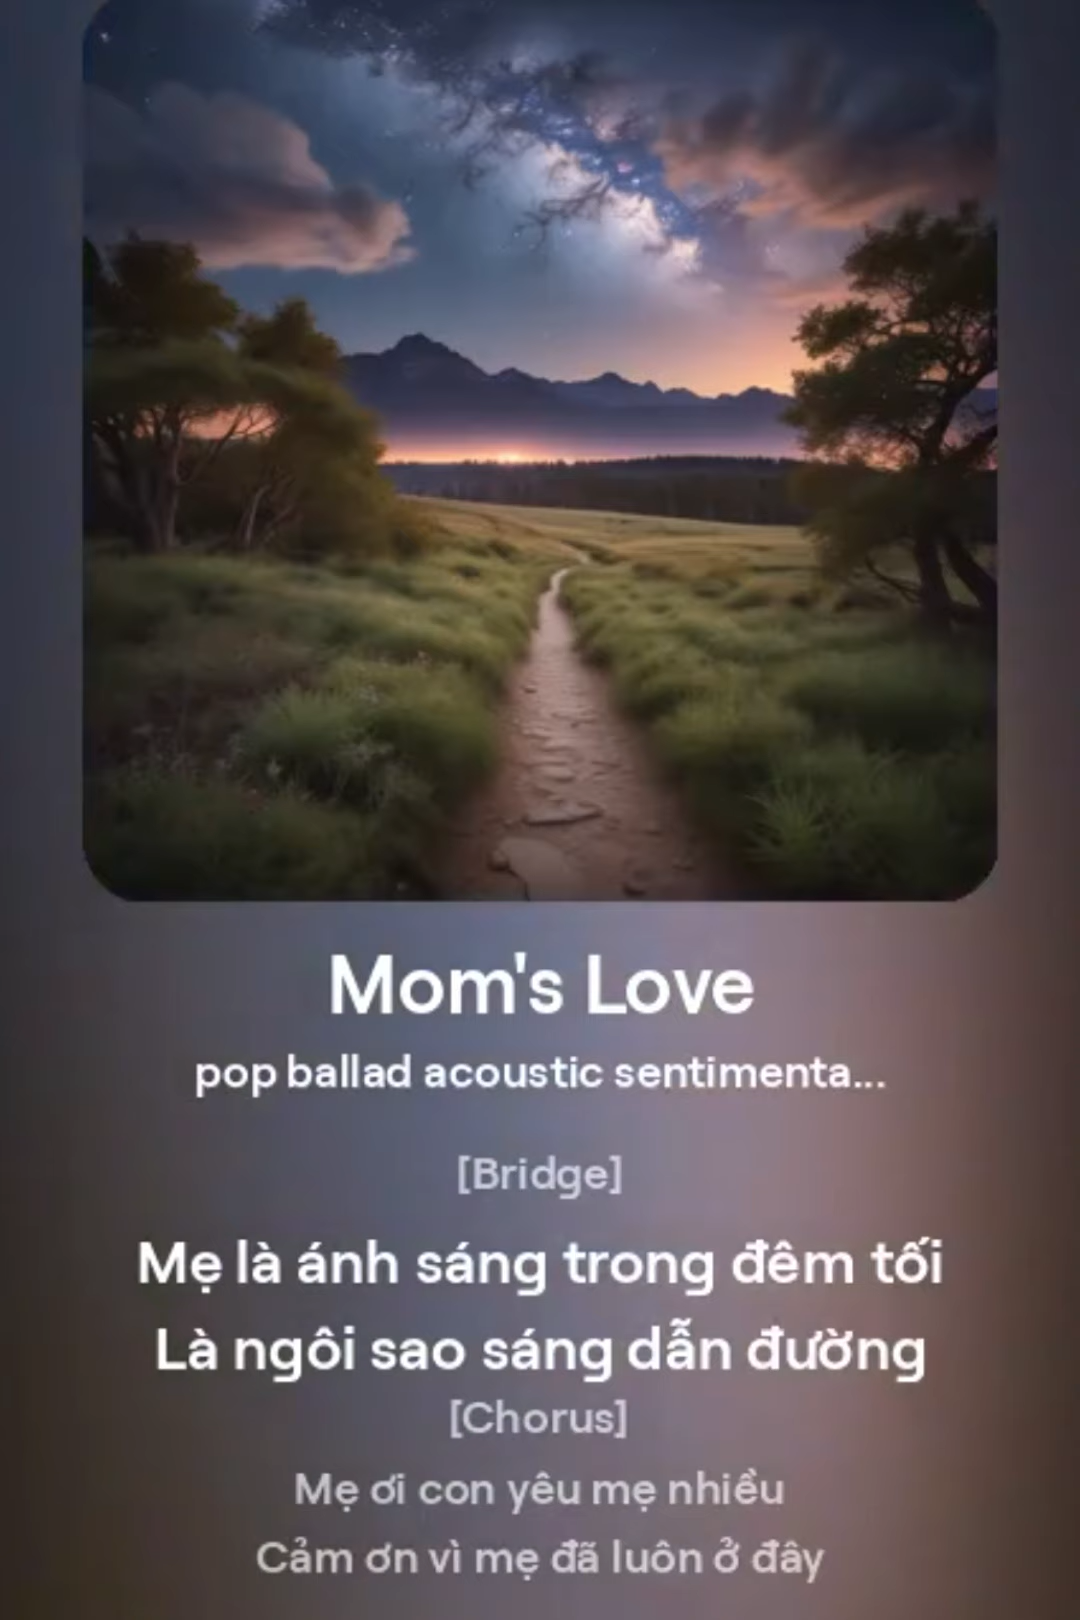 Mom's Love
pop ballad acoustic sentimenta...
[Bridge]
Mẹ là ánh sáng trong đêm tối
Là ngôi sao sáng dẫn đường
[Chorus]
Mẹ ơi con yêu mẹ nhiều
Cảm ơn vì mẹ đã luôn ở đây